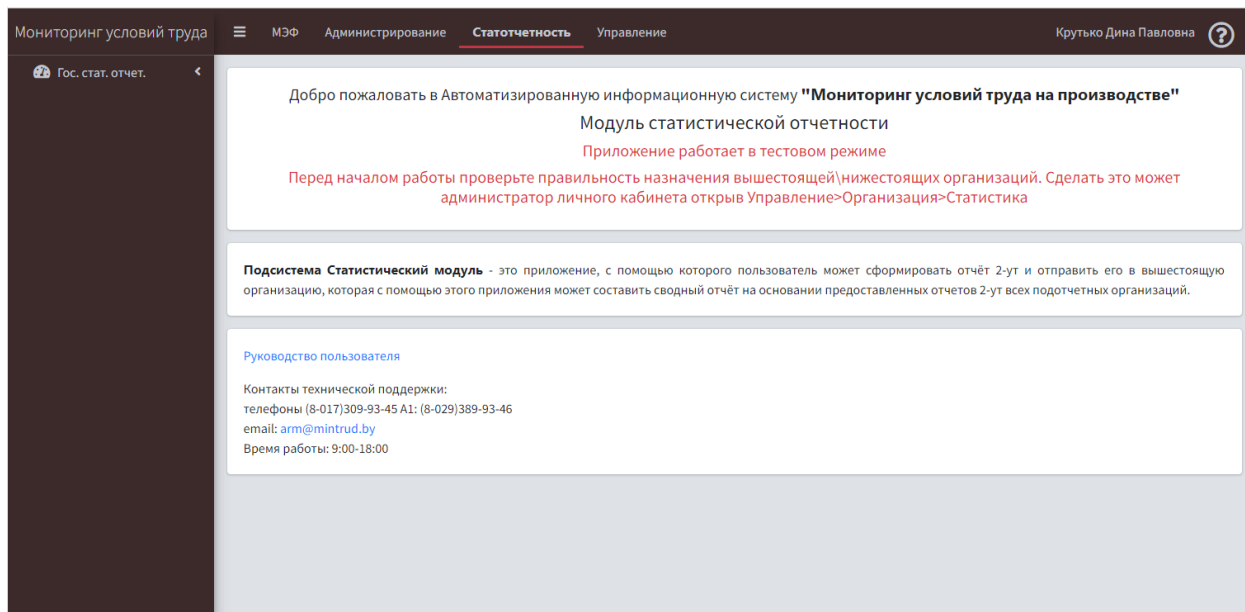 Мониторинг условий труда
МЭФ Администрирование Статотчетность Управление
Крутько Дина Павловна
Гос. стат. отчет.
Добро пожаловать в Автоматизированную информационную систему "Мониторинг условий труда на производстве"
Модуль статистической отчетности
Приложение работает в тестовом режиме
Перед началом работы проверьте правильность назначения вышестоящей\нижестоящих организаций. Сделать это может
администратор личного кабинета открыв Управление>Организация>Статистика
Подсистема Статистический модуль - это приложение, с помощью которого пользователь может сформировать отчёт 2-ут и отправить его в вышестоящую
организацию, которая с помощью этого приложения может составить сводный отчёт на основании предоставленных отчетов 2-ут всех подотчетных организаций.
Руководство пользователя
Контакты технической поддержки:
телефоны (8-017)309-93-45 A1: (8-029)389-93-46
email: arm@mintrud.by
Время работы: 9:00-18:00